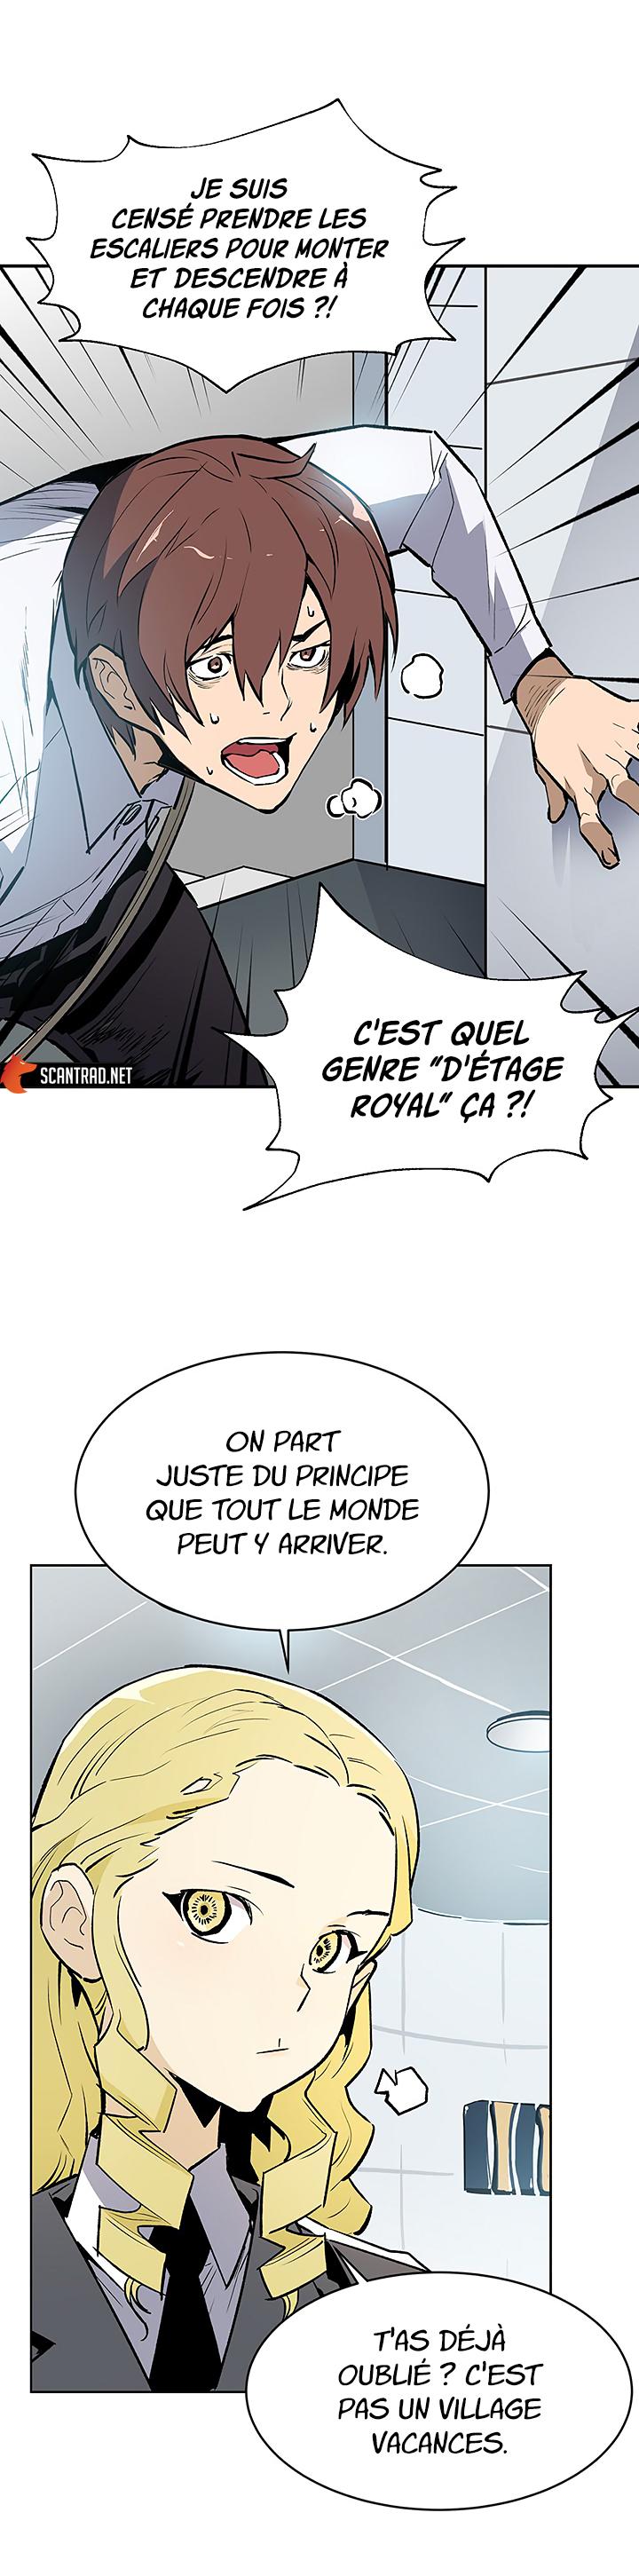 JE SUIS
CENSÉ PRENDRE LES
ESCALIERS POUR MONTER
ET DESCENDRE À
CHAQUE FOIS ?!
SCANTRAD.NET
C'EST QUEL
GENRE "D'ÉTAGE
ROYAL" ÇA ?!
ON PART
JUSTE DU PRINCIPE
QUE TOUT LE MONDE
PEUT Y ARRIVER.
T'AS DÉJÀ
OUBLIÉ ? C'EST
PAS UN VILLAGE
VACANCES.